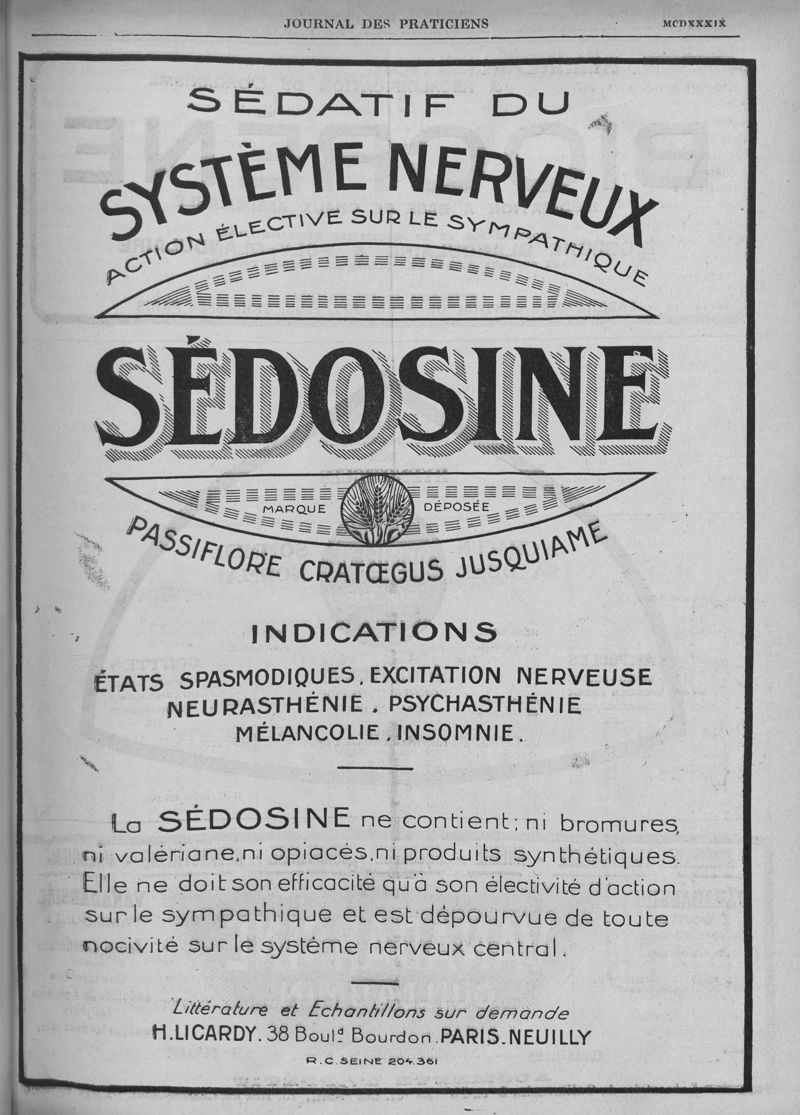 JOURNAL DES PRATICIENS MCDXXXIX
SÉDATIF DU
SYSTÈME NERVEUX
ACTION ÉLECTIVE SUR LE SYMPATHIQUE
SÉDOSINE
MARQUE DÉPOSÉE
PASSIFLORE CRATŒGUS JUSQUIAME
INDICATIONS
ÉTATS SPASMODIQUES, EXCITATION NERVEUSE
NEURASTHÉNIE. PSYCHASTHÉNIE
MÉLANCOLIE. INSOMNIE.
La SÉDOSINE ne contient; ni bromures,
ni valériane, ni opiacés, ni produits synthétiques.
Elle ne doit son efficacité qu'à son électivité d'action
sur le sympathique et est dépourvue de toute
nocivité sur le système nerveux central.
Littérature et Echantillons sur demande
H. LICARDY. 38 Boul.d Bourdon. PARIS-NEUILLY
R.C. SEINE 204.361